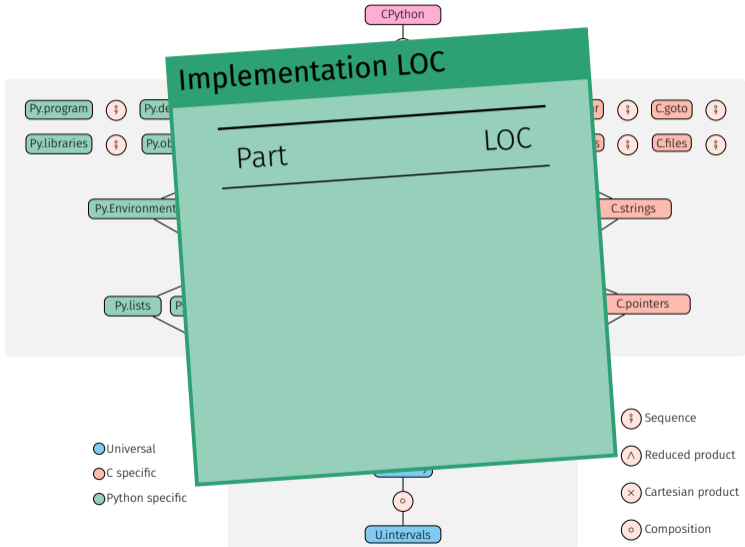 CPython
Implementation LOC
Part LOC
Py.program
C.goto
Py.libraries
C.files
Py.Environment
C.strings
Py.lists
C.pointers
Universal
C specific
Python specific
Sequence
Reduced product
Cartesian product
Composition
U.intervals